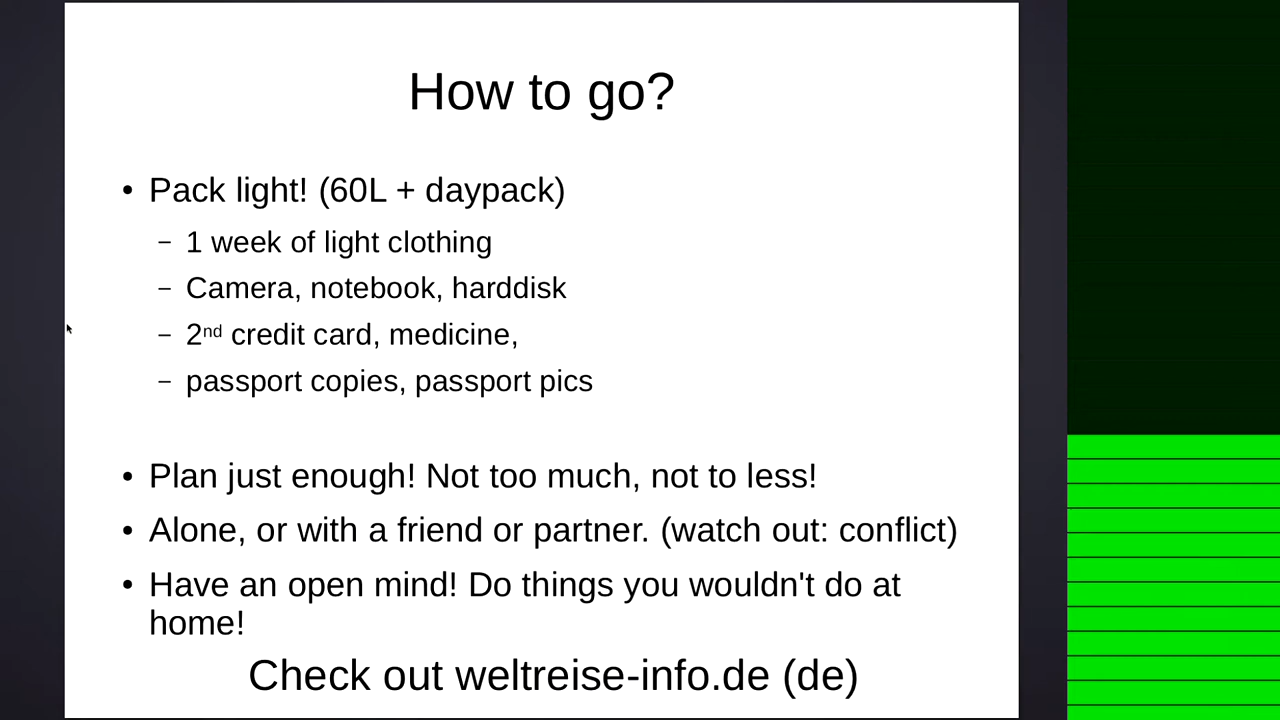 How to go?
• Pack light! (60L + daypack)
– 1 week of light clothing
– Camera, notebook, harddisk
– 2nd credit card, medicine,
– passport copies, passport pics
• Plan just enough! Not too much, not to less!
• Alone, or with a friend or partner. (watch out: conflict)
• Have an open mind! Do things you wouldn't do at
home!
Check out weltreise-info.de (de)